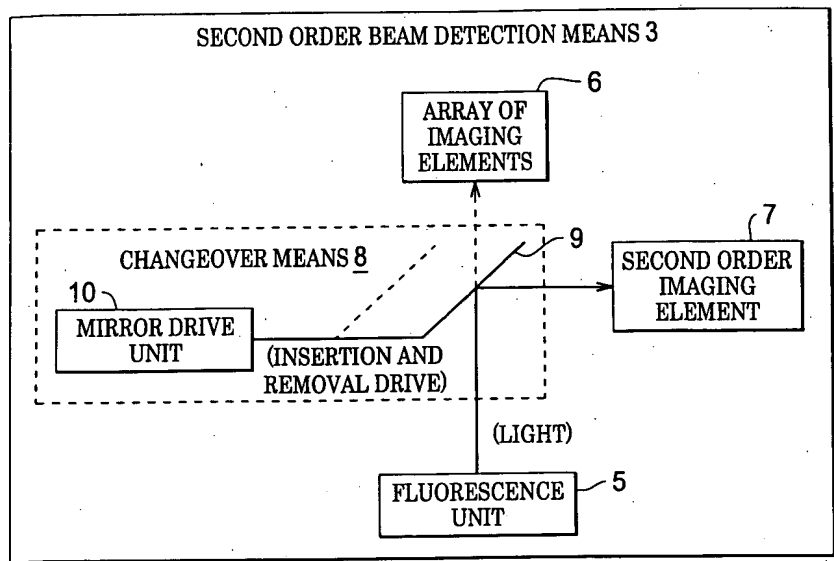 SECOND ORDER BEAM DETECTION MEANS 3
6
ARRAY OF
IMAGING
ELEMENTS
7
SECOND ORDER
IMAGING
ELEMENT
9
CHANGEOVER MEANS 8
10
MIRROR DRIVE
UNIT
(INSERTION AND
REMOVAL DRIVE)
(LIGHT)
5
FLUORESCENCE
UNIT